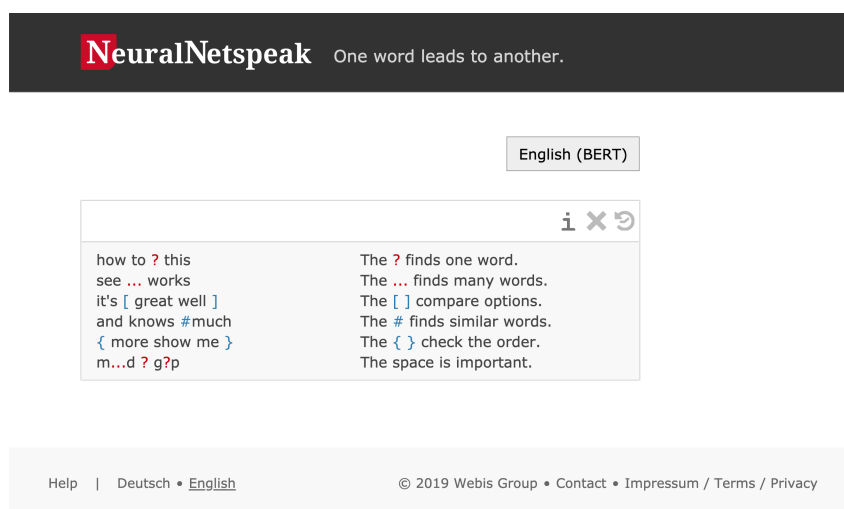 NeuralNetspeak One word leads to another.
English (BERT)
i
how to ? this The ? finds one word.
see ... works The ... finds many words.
it's [ great well ] The [ ] compare options.
and knows #much The # finds similar words.
{ more show me } The { } check the order.
m...d ? g?p The space is important.
Help | Deutsch • English © 2019 Webis Group • Contact • Impressum / Terms / Privacy